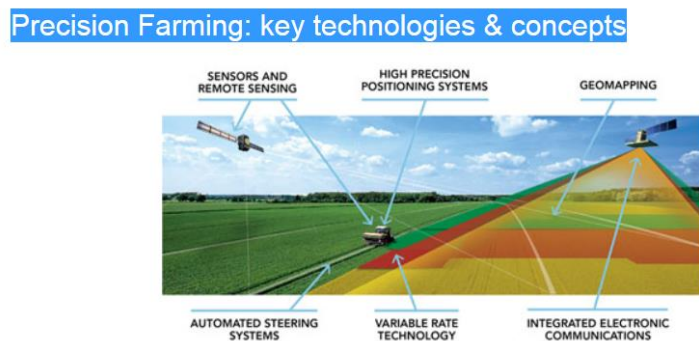 Precision Farming: key technologies & concepts
SENSORS AND
REMOTE SENSING
HIGH PRECISION
POSITIONING SYSTEMS
GEOMAPPING
AUTOMATED STEERING
SYSTEMS
VARIABLE RATE
TECHNOLOGY
INTEGRATED ELECTRONIC
COMMUNICATIONS